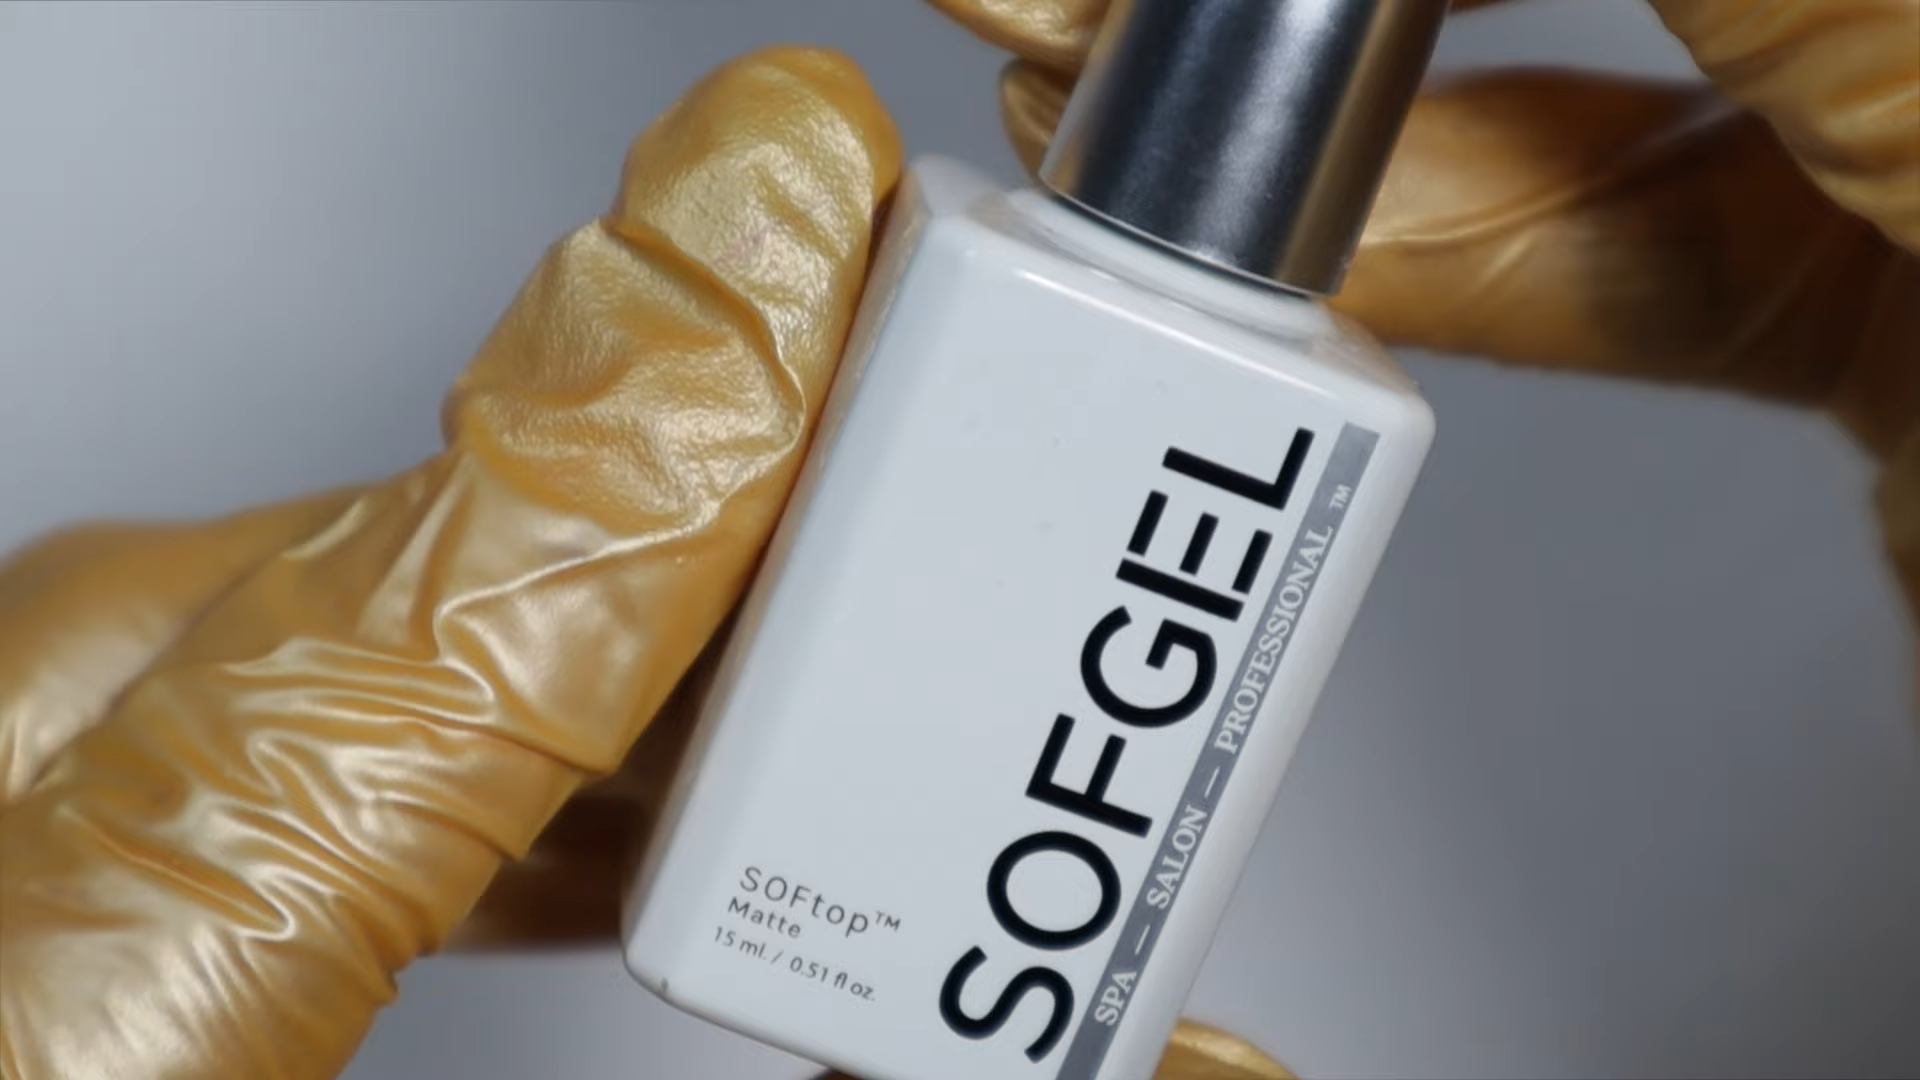 SOFGEL
SPA — SALON — PROFESSIONAL ™
SOFtop™
Matte
15 ml. / 0.51 fl oz.